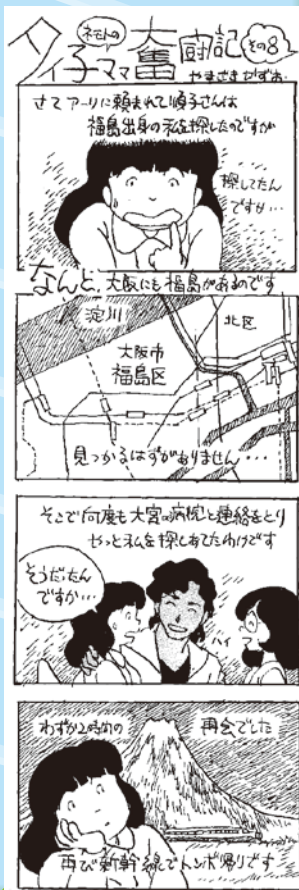 ネモトの
タイ子ママ奮闘記
その8
やまざきかずお
さて アーリに頼まれて順子さんは
福島出身の私を探したのですが
探してたん
ですか…
なんと、大阪にも福島があるのです
淀川
北区
大阪市
福島区
見つかるはずがありません…
そこで何度も大宮の病院と連絡をとり
やっと私を探しあてたわけです
そうだったん
ですか…
ハイ
わずか2時間の
再会でした
再び新幹線でトンボ帰りです